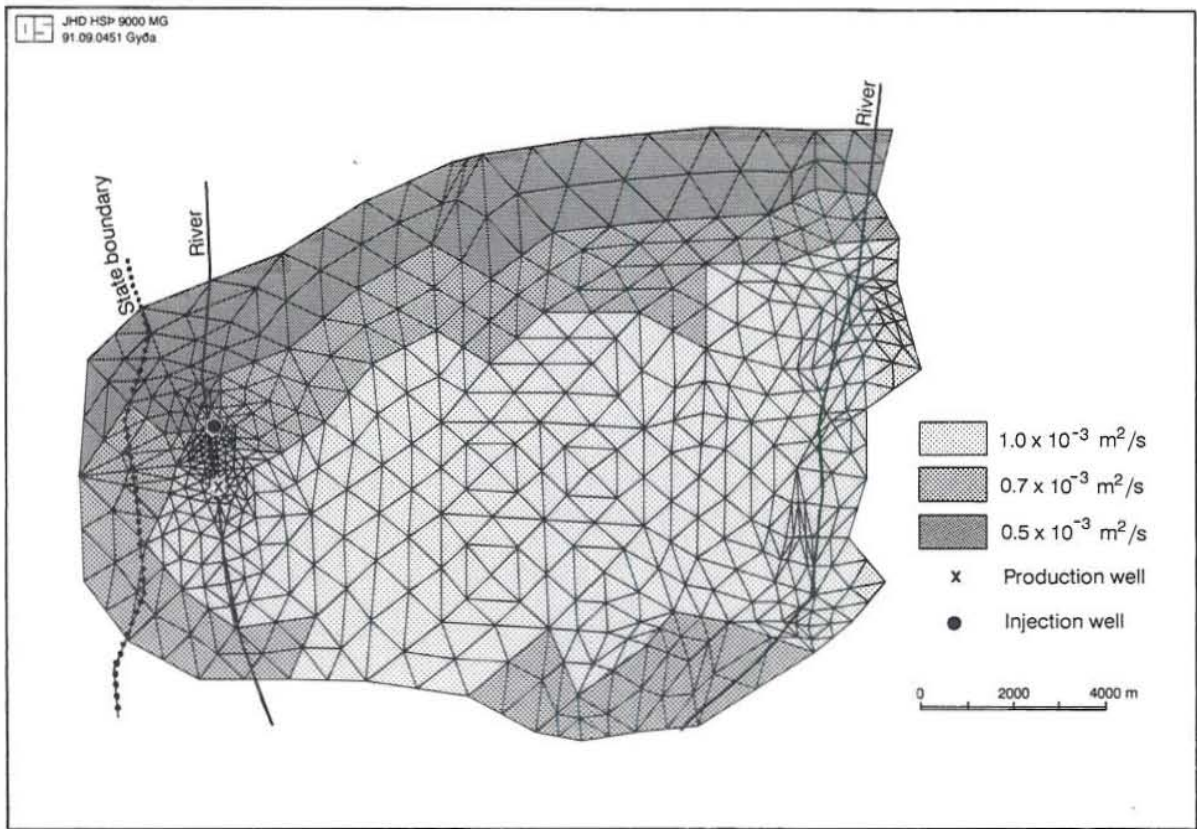 JHD HSÞ 9000 MG
91.09.0451 Gyða
River
State boundary
River
1.0 x 10⁻³ m²/s
0.7 x 10⁻³ m²/s
0.5 x 10⁻³ m²/s
x Production well
Injection well
0 2000 4000 m